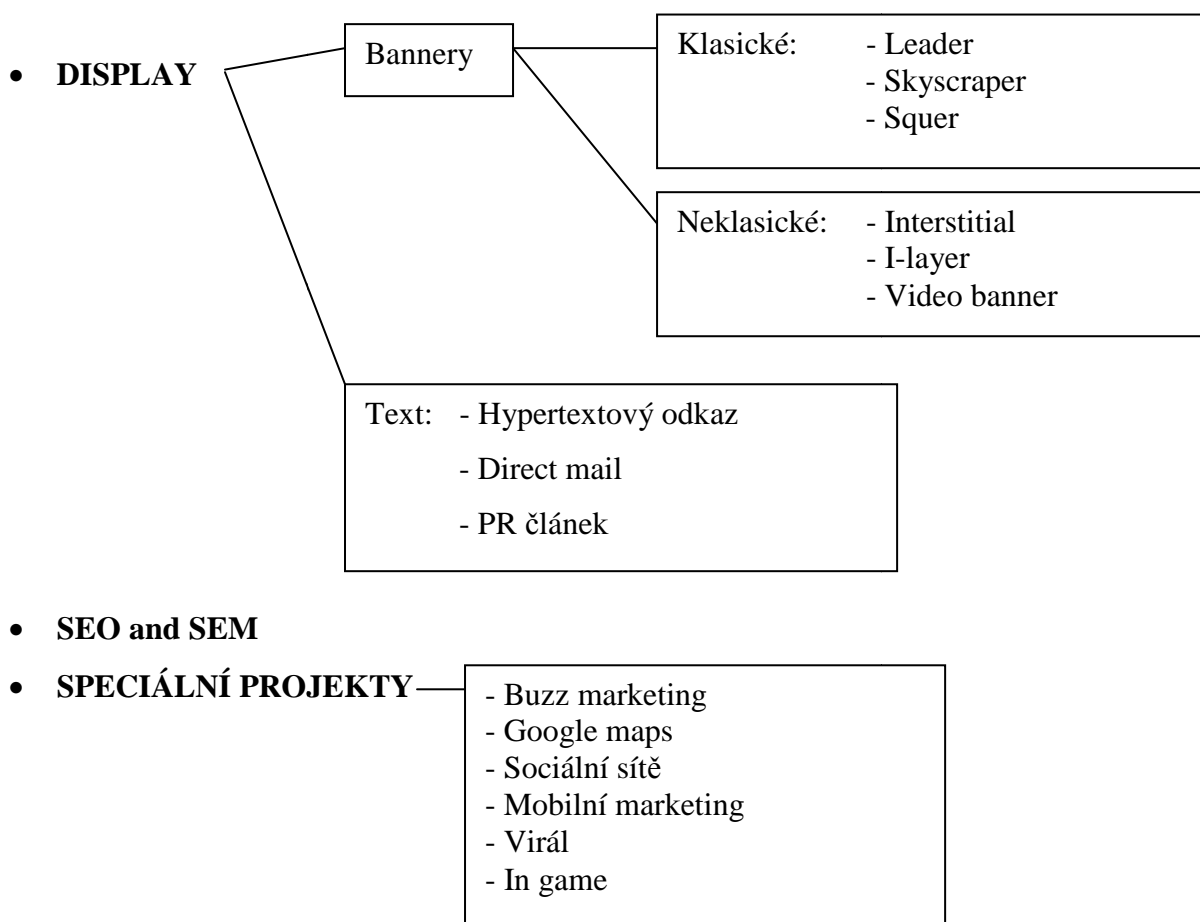 • DISPLAY
Bannery
Klasické: - Leader
- Skyscraper
- Squer
Neklasické: - Interstitial
- I-layer
- Video banner
Text: - Hypertextový odkaz
- Direct mail
- PR článek
• SEO and SEM
• SPECIÁLNÍ PROJEKTY
- Buzz marketing
- Google maps
- Sociální sítě
- Mobilní marketing
- Virál
- In game